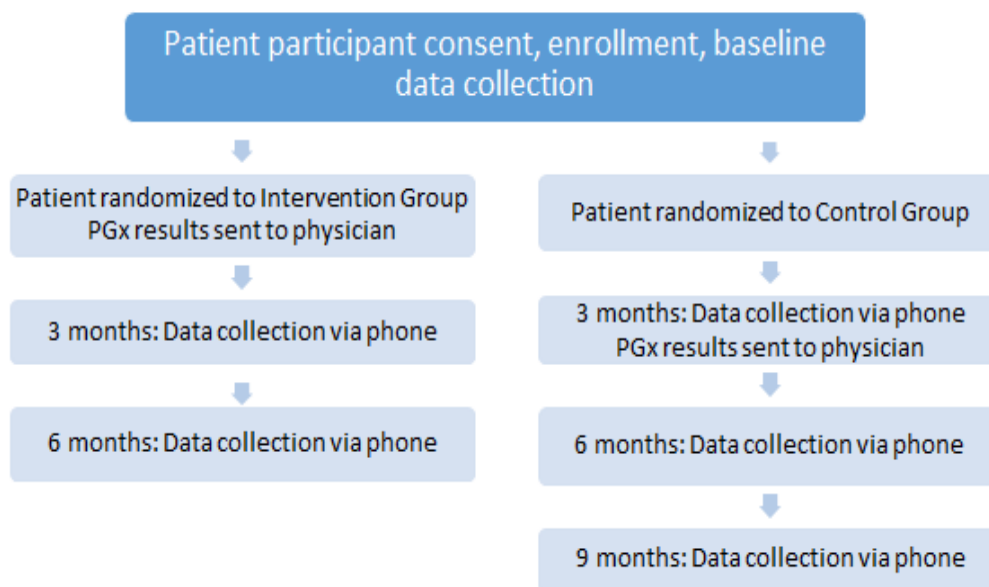 Patient participant consent, enrollment, baseline
data collection
Patient randomized to Intervention Group
PGx results sent to physician
3 months: Data collection via phone
6 months: Data collection via phone
Patient randomized to Control Group
3 months: Data collection via phone
PGx results sent to physician
6 months: Data collection via phone
9 months: Data collection via phone